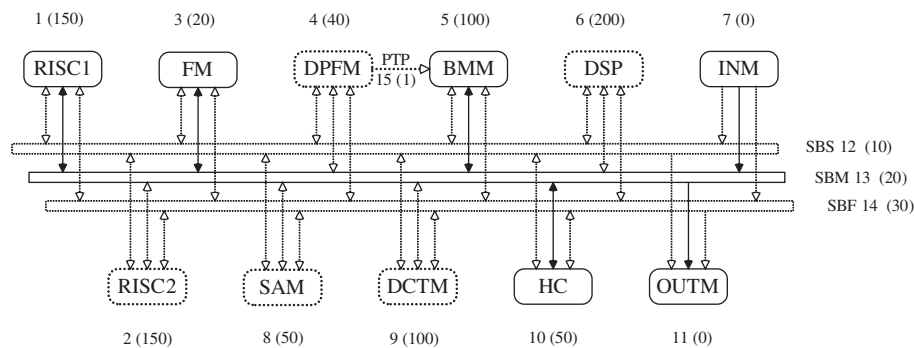 1 (150) 3 (20) 4 (40) 5 (100) 6 (200) 7 (0)
RISC1 FM DPFM PTP BMM DSP INM
15 (1)
SBS 12 (10)
SBM 13 (20)
SBF 14 (30)
RISC2 SAM DCTM HC OUTM
2 (150) 8 (50) 9 (100) 10 (50) 11 (0)